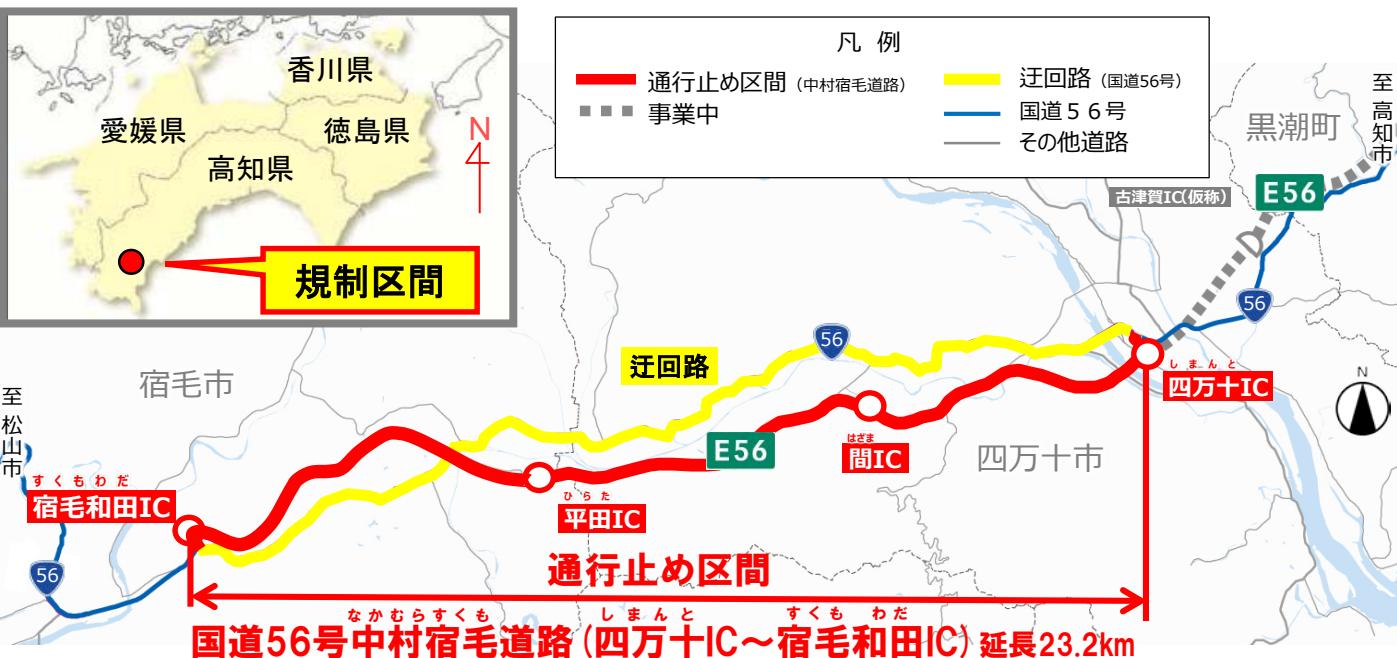 香川県
愛媛県
徳島県
高知県
N
規制区間
凡 例
通行止め区間（中村宿毛道路）
迂回路（国道56号）
事業中
国道５６号
その他道路
至 高知市
黒潮町
古津賀IC(仮称)
E56
56
56
迂回路
しまんと
四万十IC
N
宿毛市
至 松山市
E56
はざま
間IC
四万十市
すくもわだ
宿毛和田IC
ひらた
平田IC
56
通行止め区間
なかむらすくも しまんと すくも わだ
国道56号中村宿毛道路（四万十IC～宿毛和田IC）延長23.2km